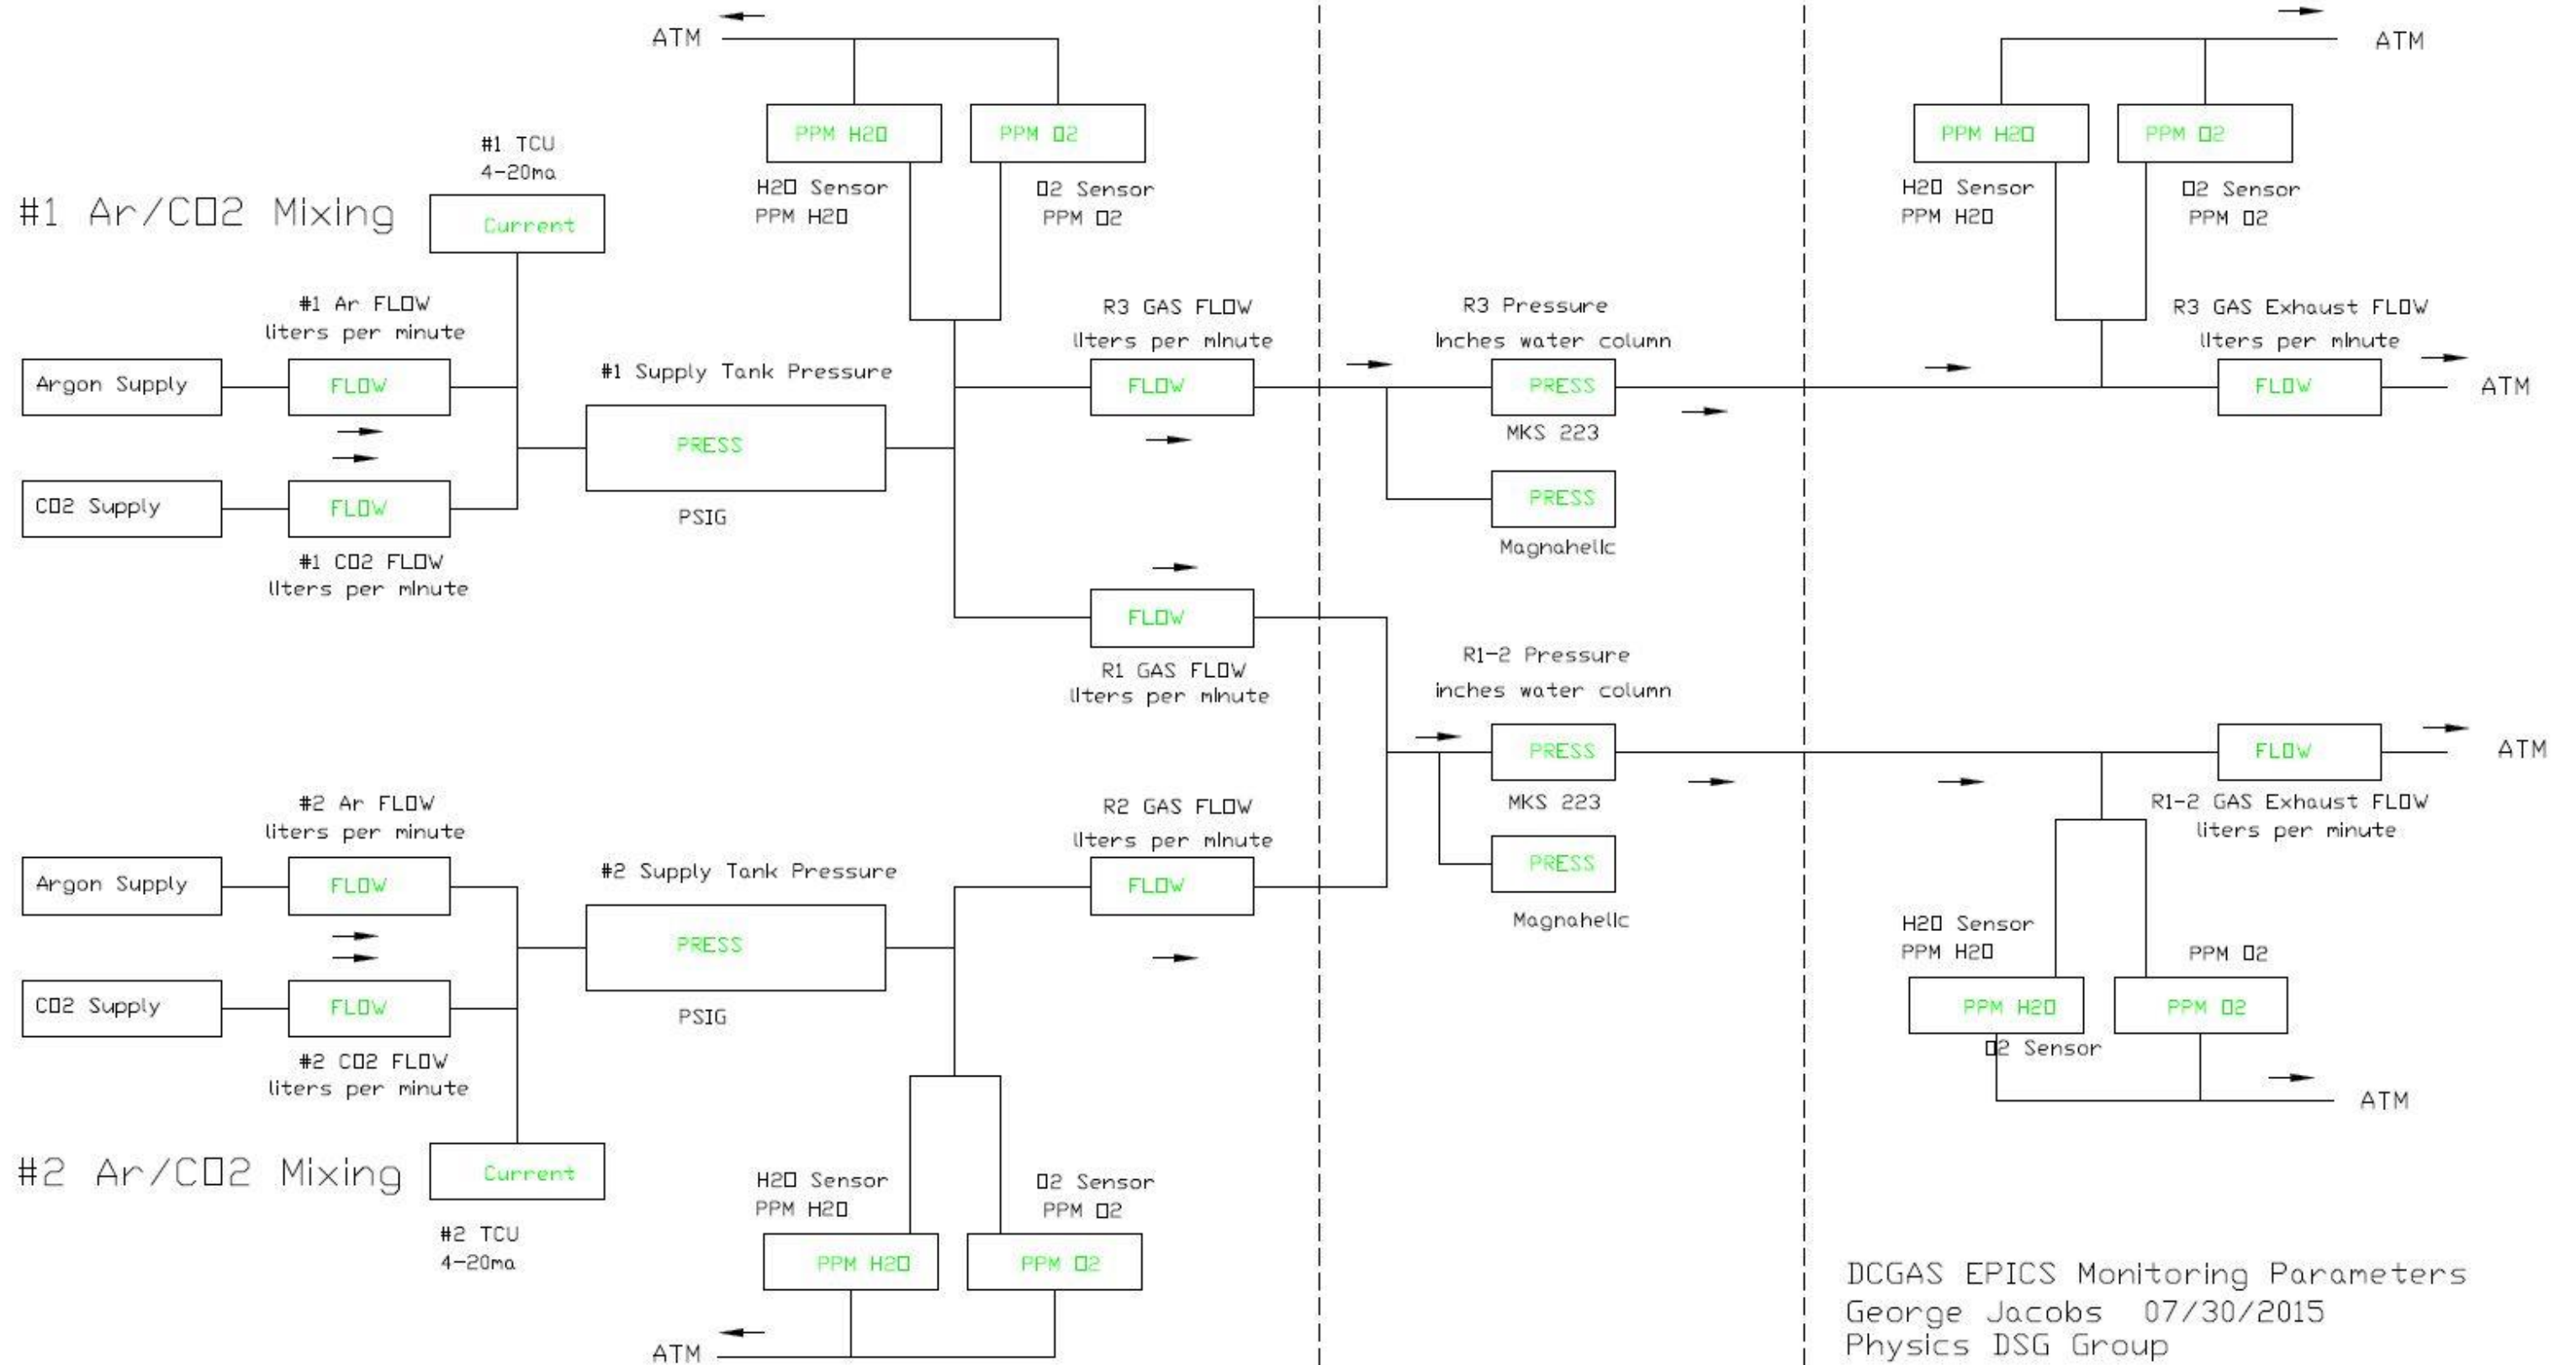 ATM
ATM
PPM H2O
PPM O2
PPM H2O
PPM O2
#1 TCU
4-20ma
H2O Sensor
PPM H2O
O2 Sensor
PPM O2
H2O Sensor
PPM H2O
O2 Sensor
PPM O2
#1 Ar/CO2 Mixing
Current
#1 Ar FLOW
liters per minute
R3 GAS FLOW
liters per minute
R3 Pressure
inches water column
R3 GAS Exhaust FLOW
liters per minute
Argon Supply
FLOW
#1 Supply Tank Pressure
FLOW
PRESS
FLOW
ATM
MKS 223
PRESS
CO2 Supply
FLOW
PSIG
PRESS
Magnahelic
#1 CO2 FLOW
liters per minute
FLOW
R1 GAS FLOW
liters per minute
R1-2 Pressure
inches water column
PRESS
MKS 223
FLOW
ATM
R1-2 GAS Exhaust FLOW
liters per minute
#2 Ar FLOW
liters per minute
R2 GAS FLOW
liters per minute
Argon Supply
FLOW
#2 Supply Tank Pressure
FLOW
PRESS
Magnahelic
PRESS
H2O Sensor
PPM H2O
PPM O2
CO2 Supply
FLOW
PSIG
PPM H2O
PPM O2
O2 Sensor
#2 CO2 FLOW
liters per minute
ATM
#2 Ar/CO2 Mixing
Current
H2O Sensor
PPM H2O
O2 Sensor
PPM O2
#2 TCU
4-20ma
PPM H2O
PPM O2
ATM
DCGAS EPICS Monitoring Parameters
George Jacobs 07/30/2015
Physics DSG Group